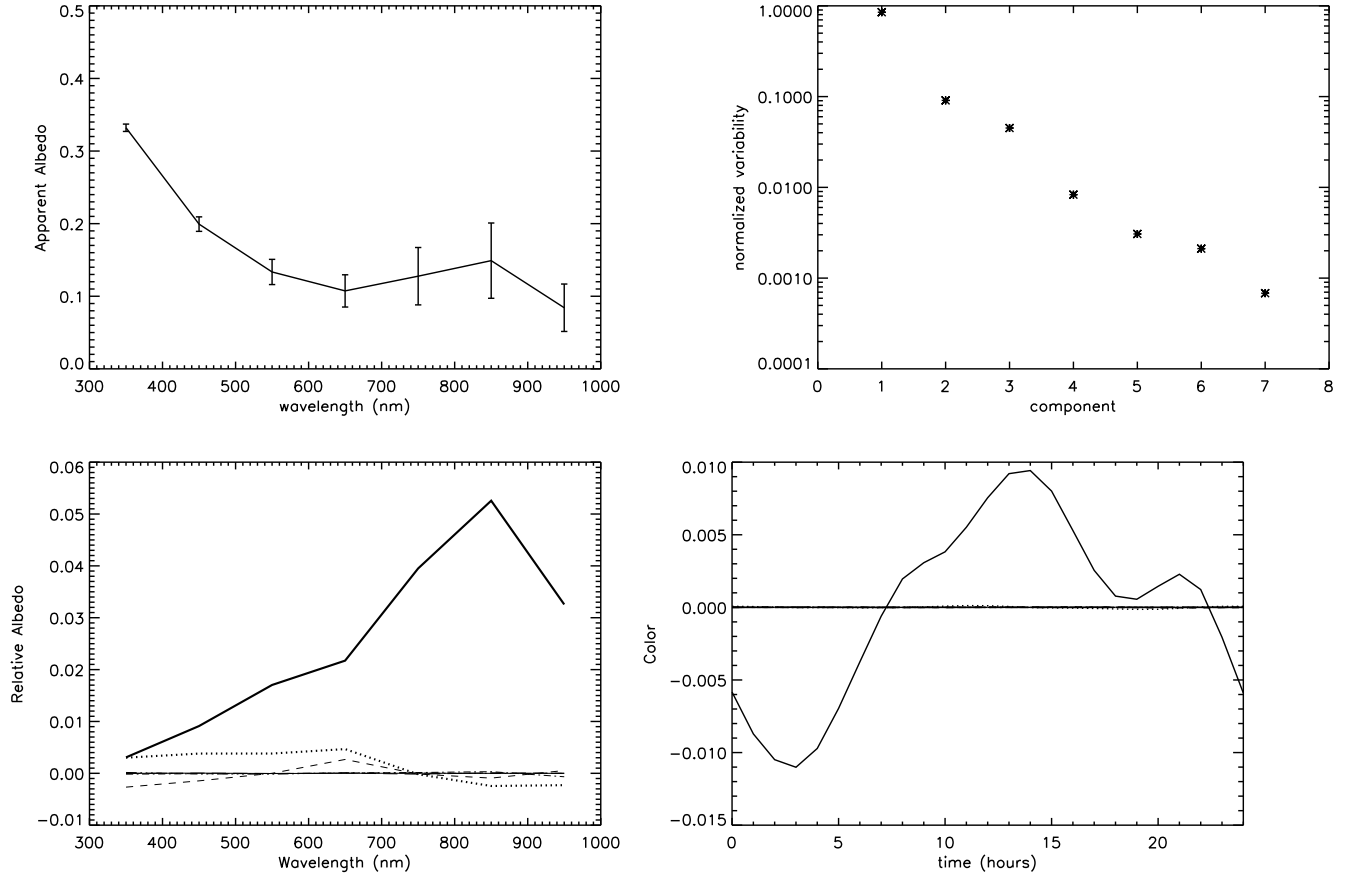 0.5
0.4
0.3
0.2
0.1
0.0
Apparent Albedo
300 400 500 600 700 800 900 1000
wavelength (nm)
1.0000
0.1000
0.0100
0.0010
0.0001
normalized variability
0 1 2 3 4 5 6 7 8
component
0.06
0.05
0.04
0.03
0.02
0.01
0.00
−0.01
Relative Albedo
300 400 500 600 700 800 900 1000
Wavelength (nm)
0.010
0.005
0.000
−0.005
−0.010
−0.015
Color
0 5 10 15 20
time (hours)